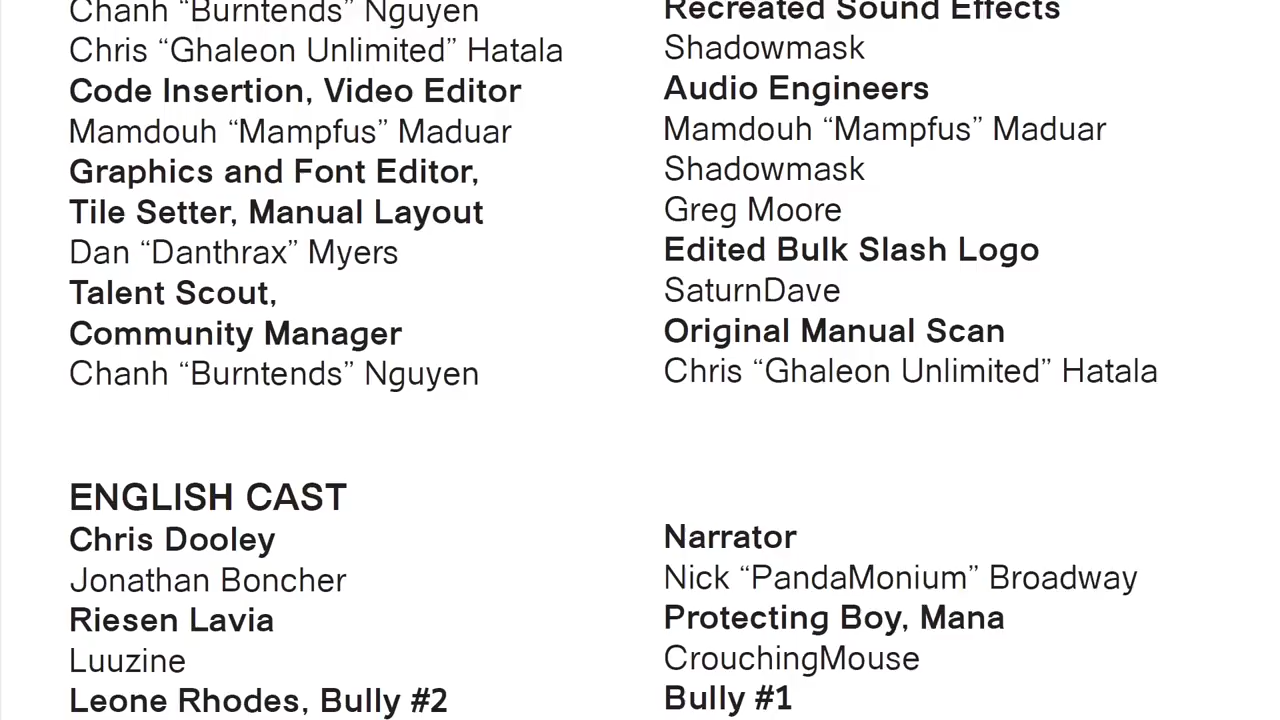 Chanh “Burntends” Nguyen
Chris “Ghaleon Unlimited” Hatala
Code Insertion, Video Editor
Mamdouh “Mampfus” Maduar
Graphics and Font Editor,
Tile Setter, Manual Layout
Dan “Danthrax” Myers
Talent Scout,
Community Manager
Chanh “Burntends” Nguyen
Recreated Sound Effects
Shadowmask
Audio Engineers
Mamdouh “Mampfus” Maduar
Shadowmask
Greg Moore
Edited Bulk Slash Logo
SaturnDave
Original Manual Scan
Chris “Ghaleon Unlimited” Hatala
ENGLISH CAST
Chris Dooley
Jonathan Boncher
Riesen Lavia
Luuzine
Leone Rhodes, Bully #2
Narrator
Nick “PandaMonium” Broadway
Protecting Boy, Mana
CrouchingMouse
Bully #1